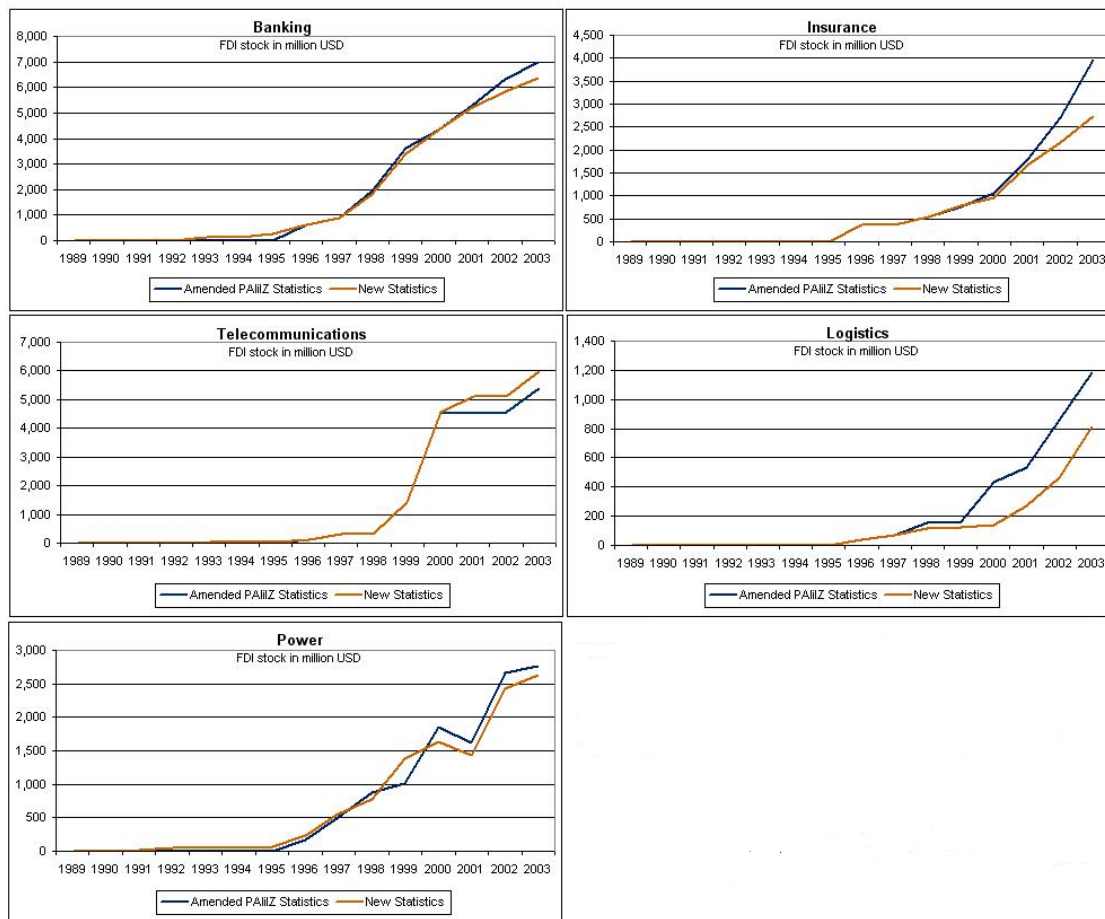 Banking
FDI stock in million USD
8,000
7,000
6,000
5,000
4,000
3,000
2,000
1,000
0
1989 1990 1991 1992 1993 1994 1995 1996 1997 1998 1999 2000 2001 2002 2003
Amended PAIiIZ Statistics New Statistics
Insurance
FDI stock in million USD
4,500
4,000
3,500
3,000
2,500
2,000
1,500
1,000
500
0
1989 1990 1991 1992 1993 1994 1995 1996 1997 1998 1999 2000 2001 2002 2003
Amended PAIiIZ Statistics New Statistics
Telecommunications
FDI stock in million USD
7,000
6,000
5,000
4,000
3,000
2,000
1,000
0
1989 1990 1991 1992 1993 1994 1995 1996 1997 1998 1999 2000 2001 2002 2003
Amended PAIiIZ Statistics New Statistics
Logistics
FDI stock in million USD
1,400
1,200
1,000
800
600
400
200
0
1989 1990 1991 1992 1993 1994 1995 1996 1997 1998 1999 2000 2001 2002 2003
Amended PAIiIZ Statistics New Statistics
Power
FDI stock in million USD
3,000
2,500
2,000
1,500
1,000
500
0
1989 1990 1991 1992 1993 1994 1995 1996 1997 1998 1999 2000 2001 2002 2003
Amended PAIiIZ Statistics New Statistics